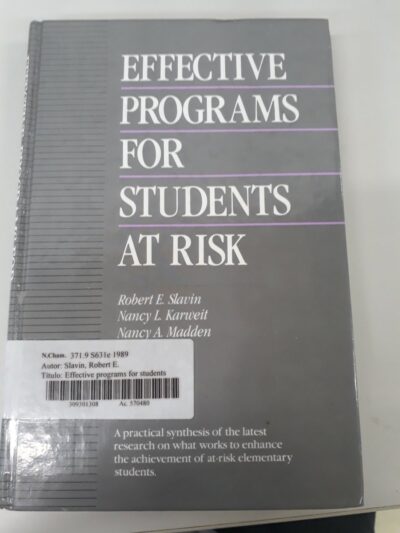 EFFECTIVE
PROGRAMS
FOR
STUDENTS
AT RISK
Robert E. Slavin
Nancy L. Karweit
Nancy A. Madden
N.Cham. 371.9 S631e 1989
Autor: Slavin, Robert E.
Título: Effective programs for students
309301308 Ac. 570480
A practical synthesis of the latest
research on what works to enhance
the achievement of at-risk elementary
students.